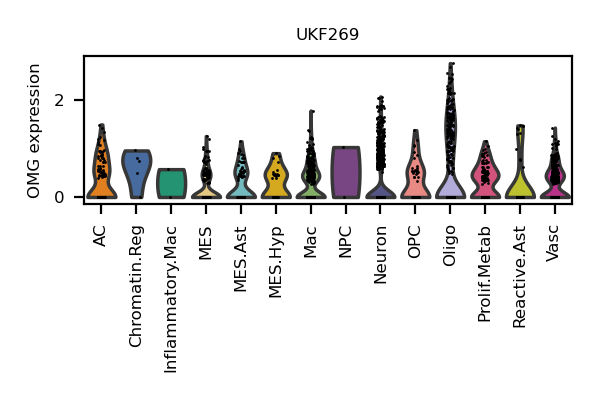 UKF269
OMG expression
2
0
AC
Chromatin.Reg
Inflammatory.Mac
MES
MES.Ast
MES.Hyp
Mac
NPC
Neuron
OPC
Oligo
Prolif.Metab
Reactive.Ast
Vasc